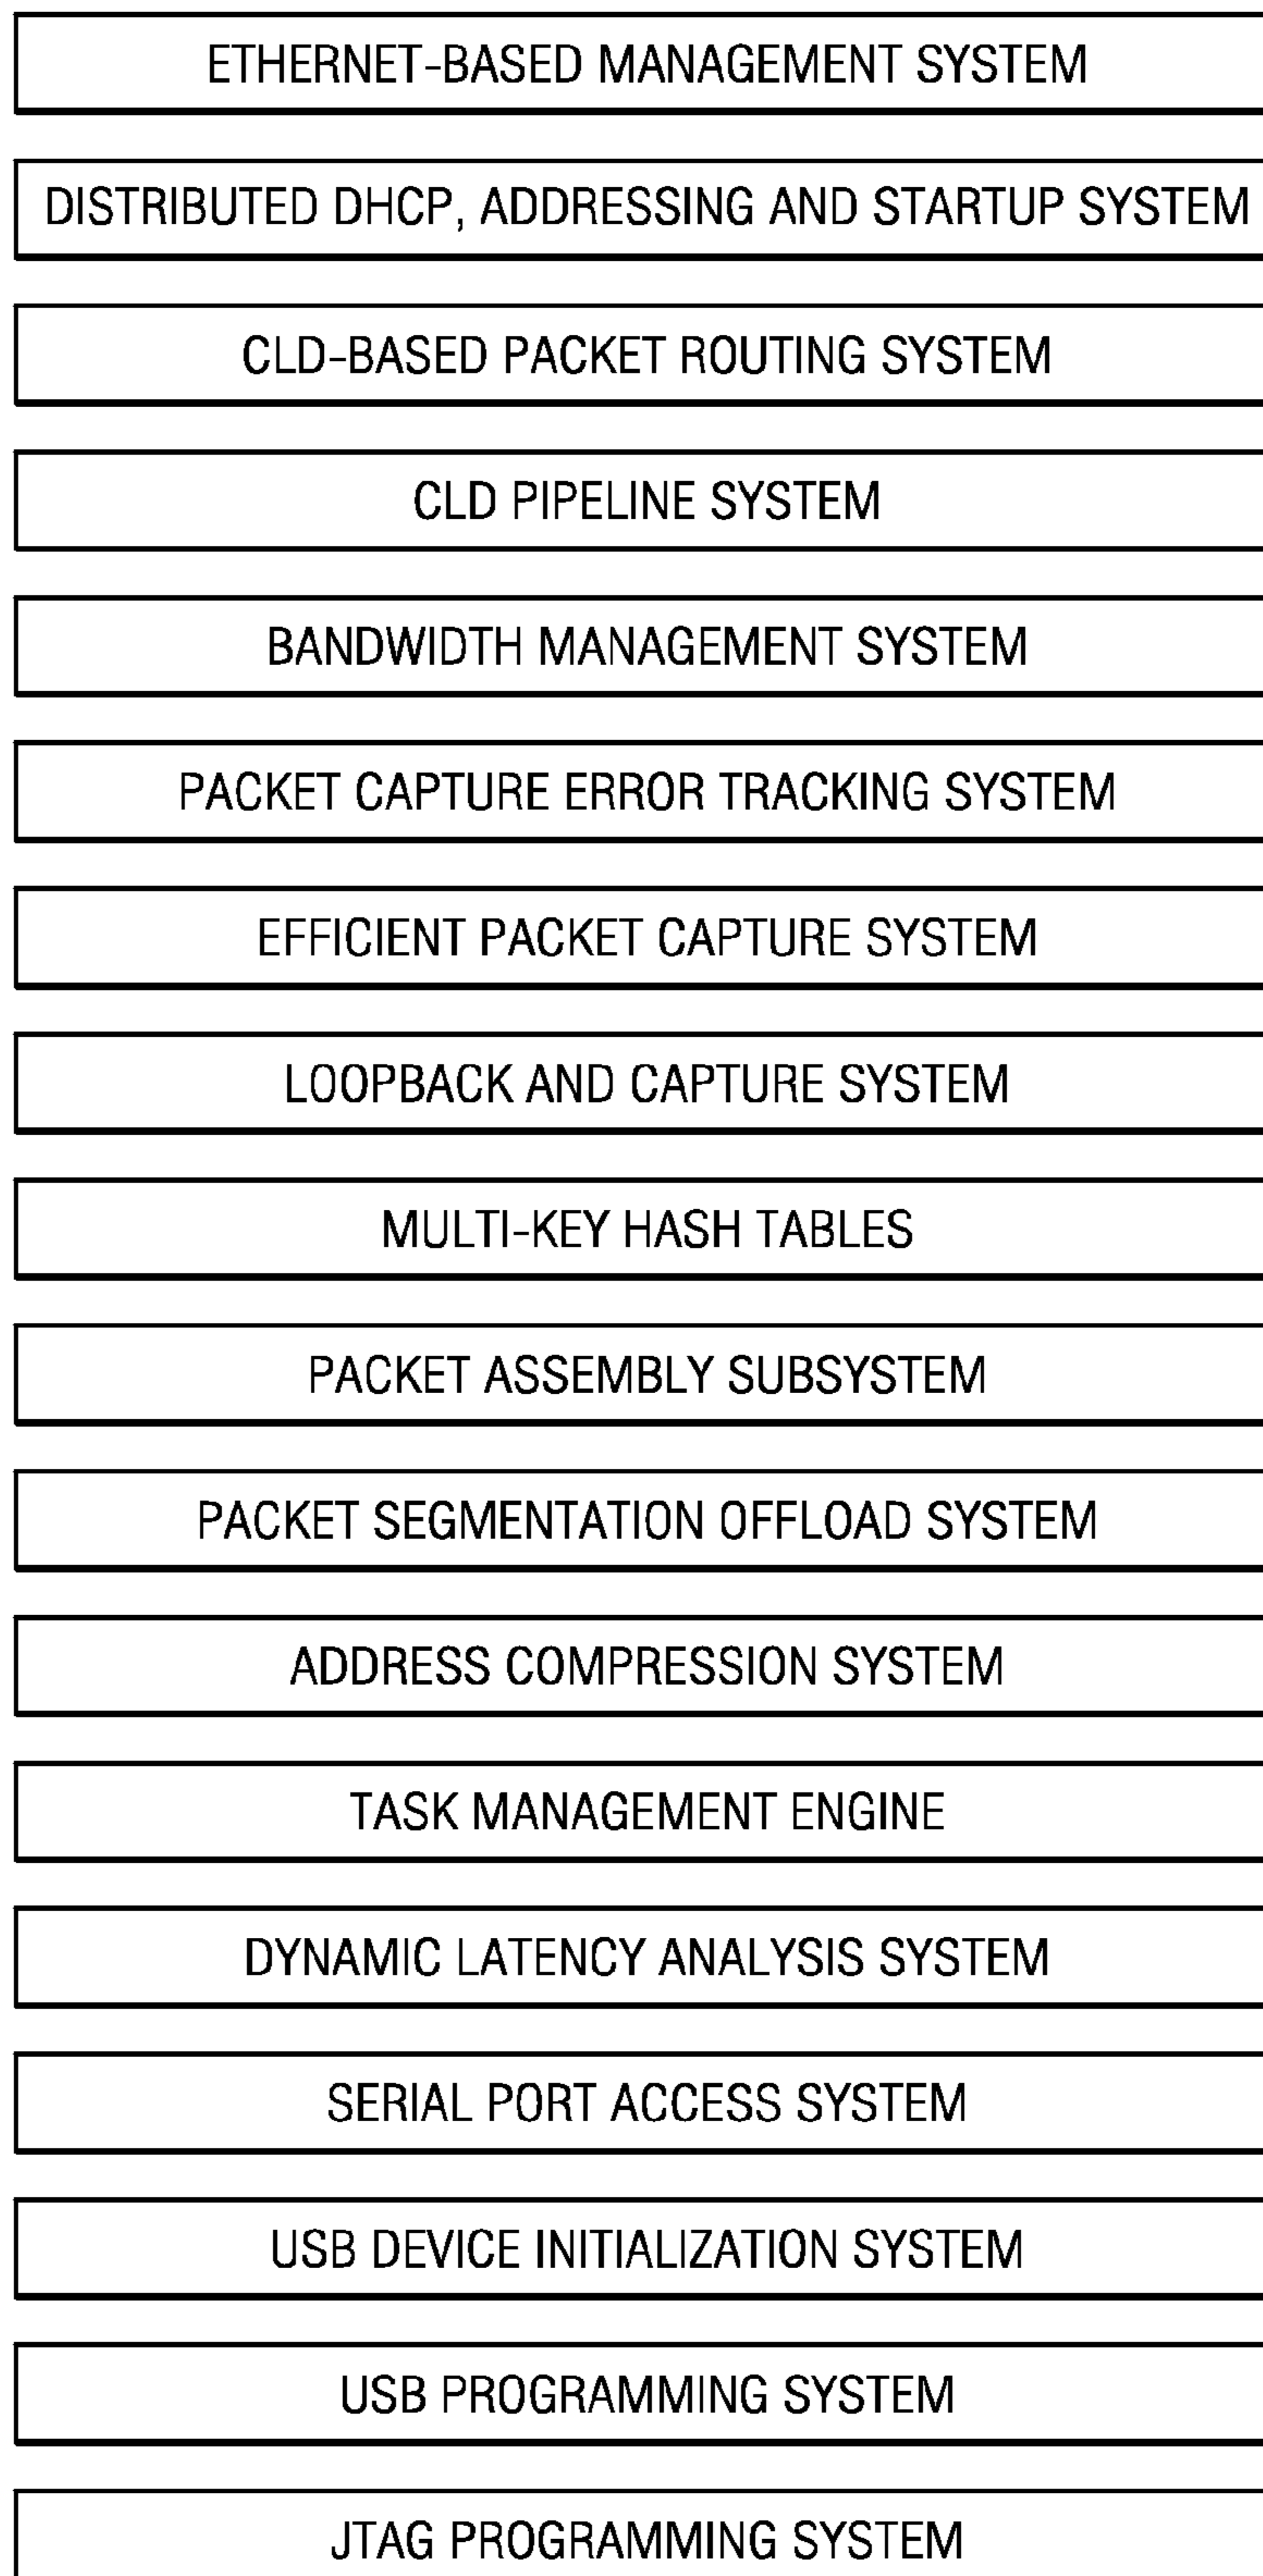 ETHERNET-BASED MANAGEMENT SYSTEM
DISTRIBUTED DHCP, ADDRESSING AND STARTUP SYSTEM
CLD-BASED PACKET ROUTING SYSTEM
CLD PIPELINE SYSTEM
BANDWIDTH MANAGEMENT SYSTEM
PACKET CAPTURE ERROR TRACKING SYSTEM
EFFICIENT PACKET CAPTURE SYSTEM
LOOPBACK AND CAPTURE SYSTEM
MULTI-KEY HASH TABLES
PACKET ASSEMBLY SUBSYSTEM
PACKET SEGMENTATION OFFLOAD SYSTEM
ADDRESS COMPRESSION SYSTEM
TASK MANAGEMENT ENGINE
DYNAMIC LATENCY ANALYSIS SYSTEM
SERIAL PORT ACCESS SYSTEM
USB DEVICE INITIALIZATION SYSTEM
USB PROGRAMMING SYSTEM
JTAG PROGRAMMING SYSTEM